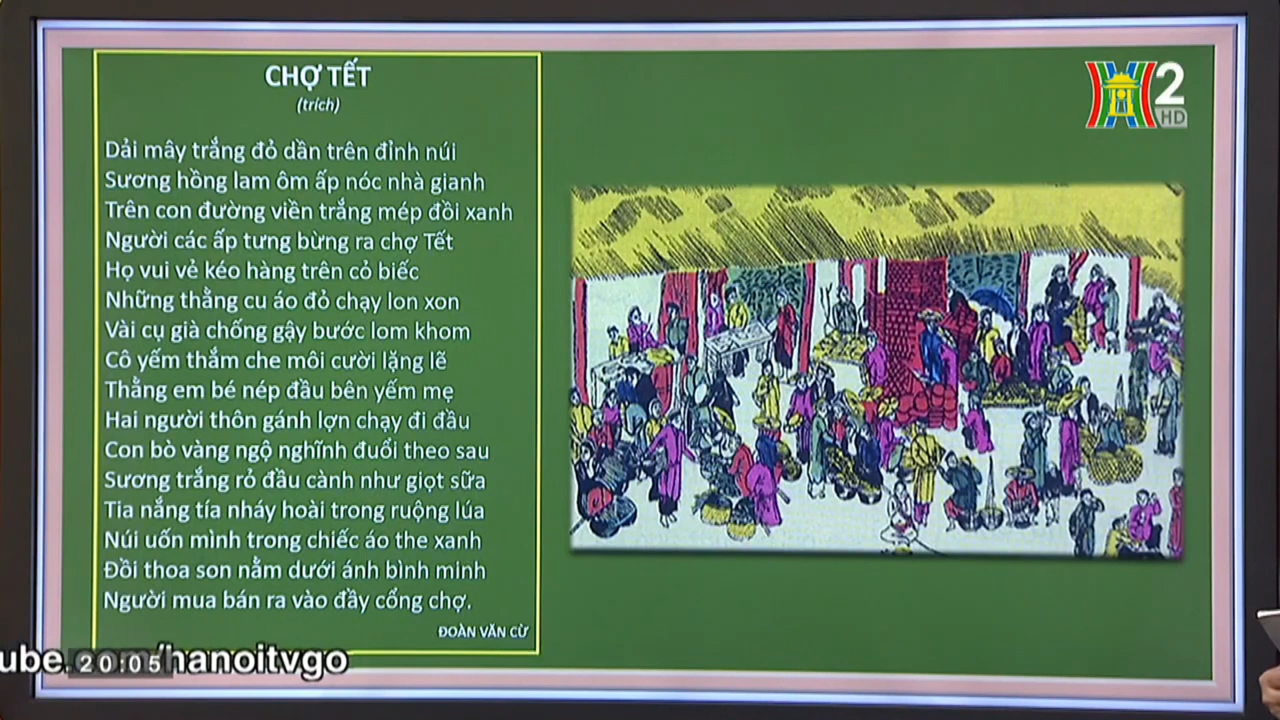 CHỢ TẾT
(trích)
Dải mây trắng đỏ dần trên đỉnh núi
Sương hồng lam ôm ấp nóc nhà gianh
Trên con đường viền trắng mép đồi xanh
Người các ấp tưng bừng ra chợ Tết
Họ vui vẻ kéo hàng trên cỏ biếc
Những thằng cu áo đỏ chạy lon xon
Vài cụ già chống gậy bước lom khom
Cô yếm thắm che môi cười lặng lẽ
Thằng em bé nép đầu bên yếm mẹ
Hai người thôn gánh lợn chạy đi đầu
Con bò vàng ngộ nghĩnh đuổi theo sau
Sương trắng rỏ đầu cành như giọt sữa
Tia nắng tía nháy hoài trong ruộng lúa
Núi uốn mình trong chiếc áo the xanh
Đồi thoa son nằm dưới ánh bình minh
Người mua bán ra vào đầy cổng chợ.
ĐOÀN VĂN CỪ
2
HD
ube.com/hanoitvgo
20:05